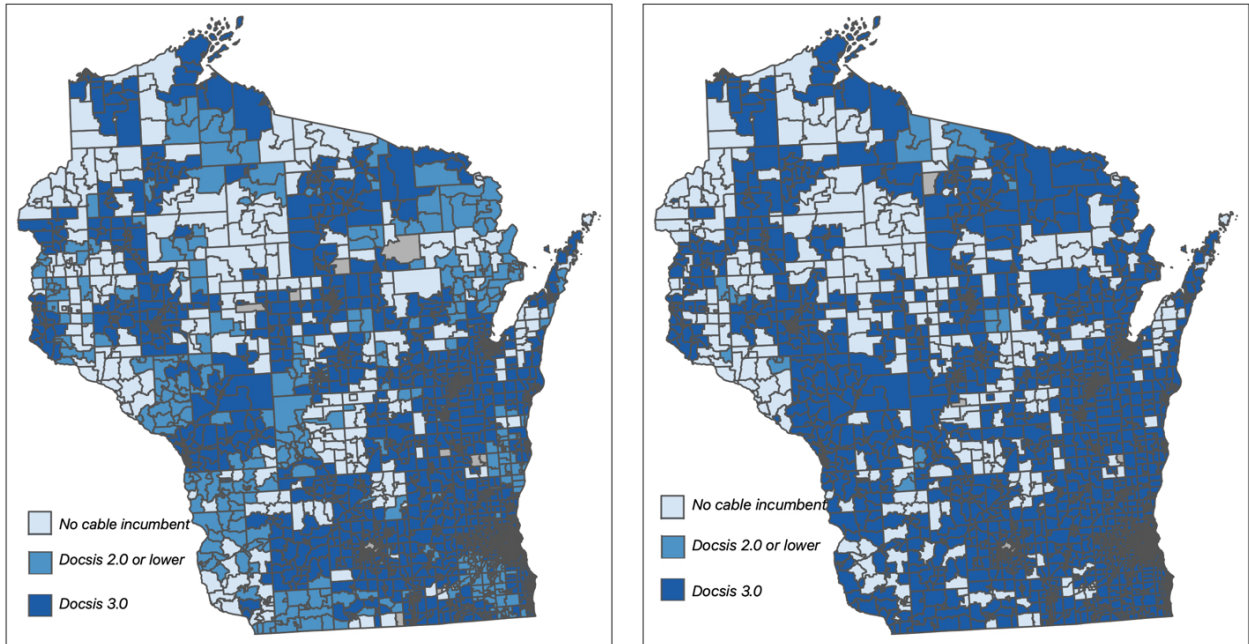 No cable incumbent
Docsis 2.0 or lower
Docsis 3.0
No cable incumbent
Docsis 2.0 or lower
Docsis 3.0